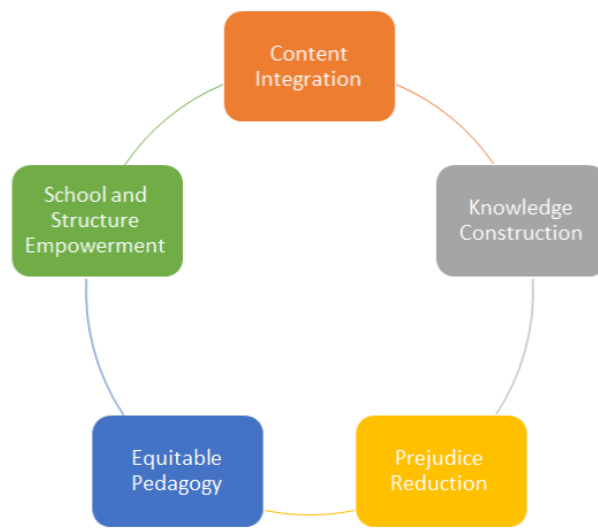 Content
Integration
Knowledge
Construction
Prejudice
Reduction
Equitable
Pedagogy
School and
Structure
Empowerment